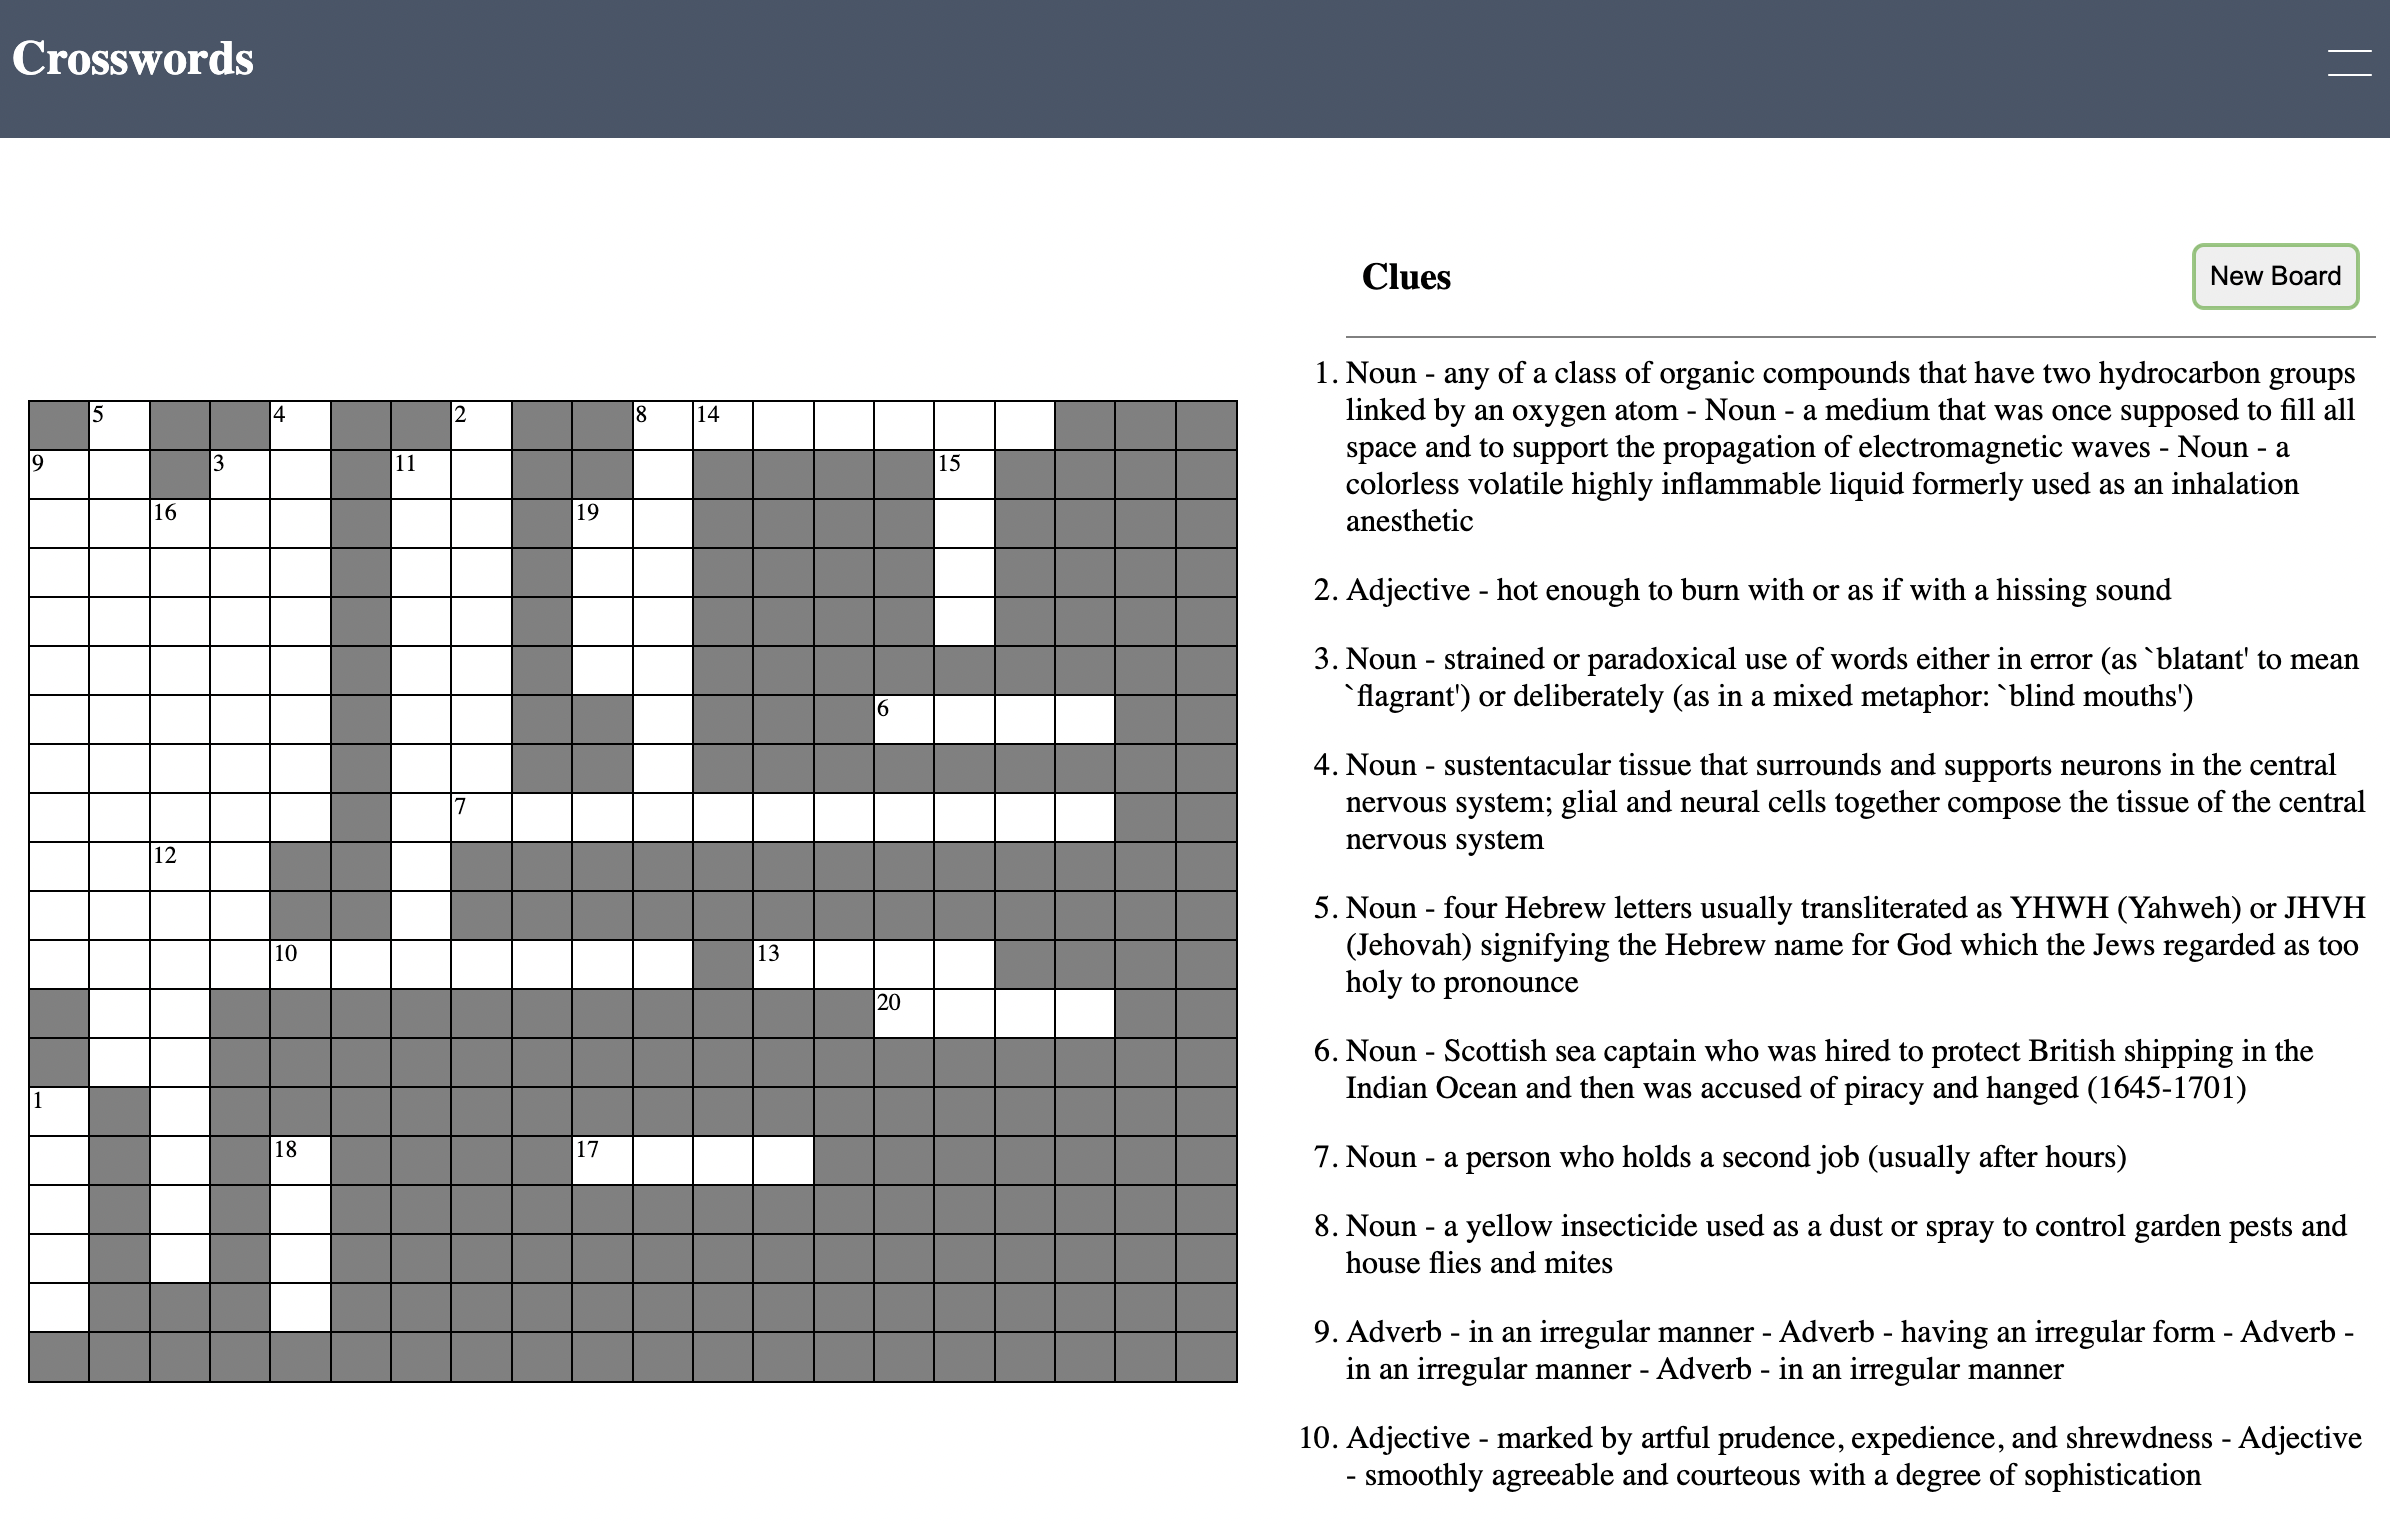 Crosswords
Clues
New Board
5 4 2 8 14
9 3 11 15
16 19
6
7
12
10 13
20
1
18 17
1. Noun - any of a class of organic compounds that have two hydrocarbon groups
linked by an oxygen atom - Noun - a medium that was once supposed to fill all
space and to support the propagation of electromagnetic waves - Noun - a
colorless volatile highly inflammable liquid formerly used as an inhalation
anesthetic
2. Adjective - hot enough to burn with or as if with a hissing sound
3. Noun - strained or paradoxical use of words either in error (as `blatant' to mean
`flagrant') or deliberately (as in a mixed metaphor: `blind mouths')
4. Noun - sustentacular tissue that surrounds and supports neurons in the central
nervous system; glial and neural cells together compose the tissue of the central
nervous system
5. Noun - four Hebrew letters usually transliterated as YHWH (Yahweh) or JHVH
(Jehovah) signifying the Hebrew name for God which the Jews regarded as too
holy to pronounce
6. Noun - Scottish sea captain who was hired to protect British shipping in the
Indian Ocean and then was accused of piracy and hanged (1645-1701)
7. Noun - a person who holds a second job (usually after hours)
8. Noun - a yellow insecticide used as a dust or spray to control garden pests and
house flies and mites
9. Adverb - in an irregular manner - Adverb - having an irregular form - Adverb -
in an irregular manner - Adverb - in an irregular manner
10. Adjective - marked by artful prudence, expedience, and shrewdness - Adjective
- smoothly agreeable and courteous with a degree of sophistication